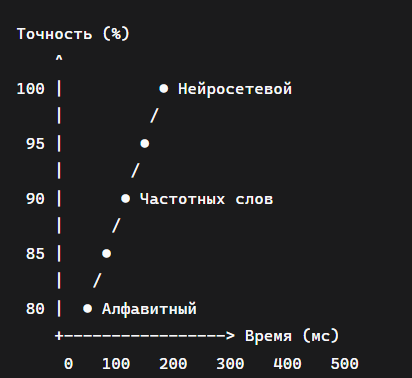 Точность (%)
^
100 | ● Нейросетевой
| /
95 | ●
| /
90 | ● Частотных слов
| /
85 | ●
| /
80 | ● Алфавитный
+-----------------> Время (мс)
0 100 200 300 400 500